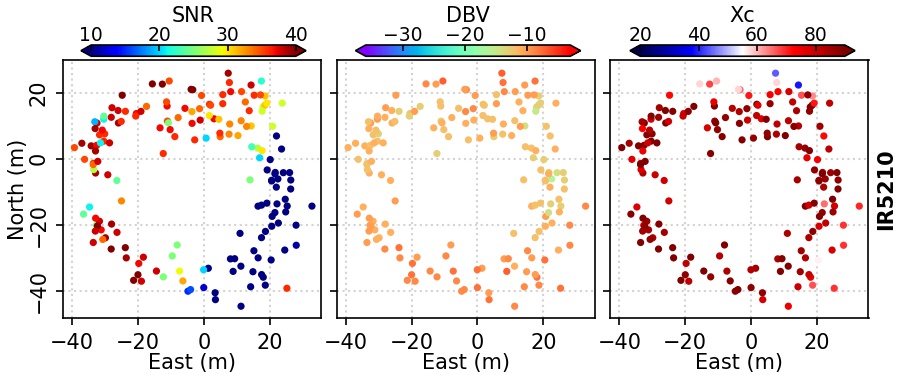 SNR DBV Xc
10 20 30 40 −30 −20 −10 20 40 60 80
20
0
−20
−40
North (m)
−40 −20 0 20 −40 −20 0 20 −40 −20 0 20
East (m) East (m) East (m)
IR5210